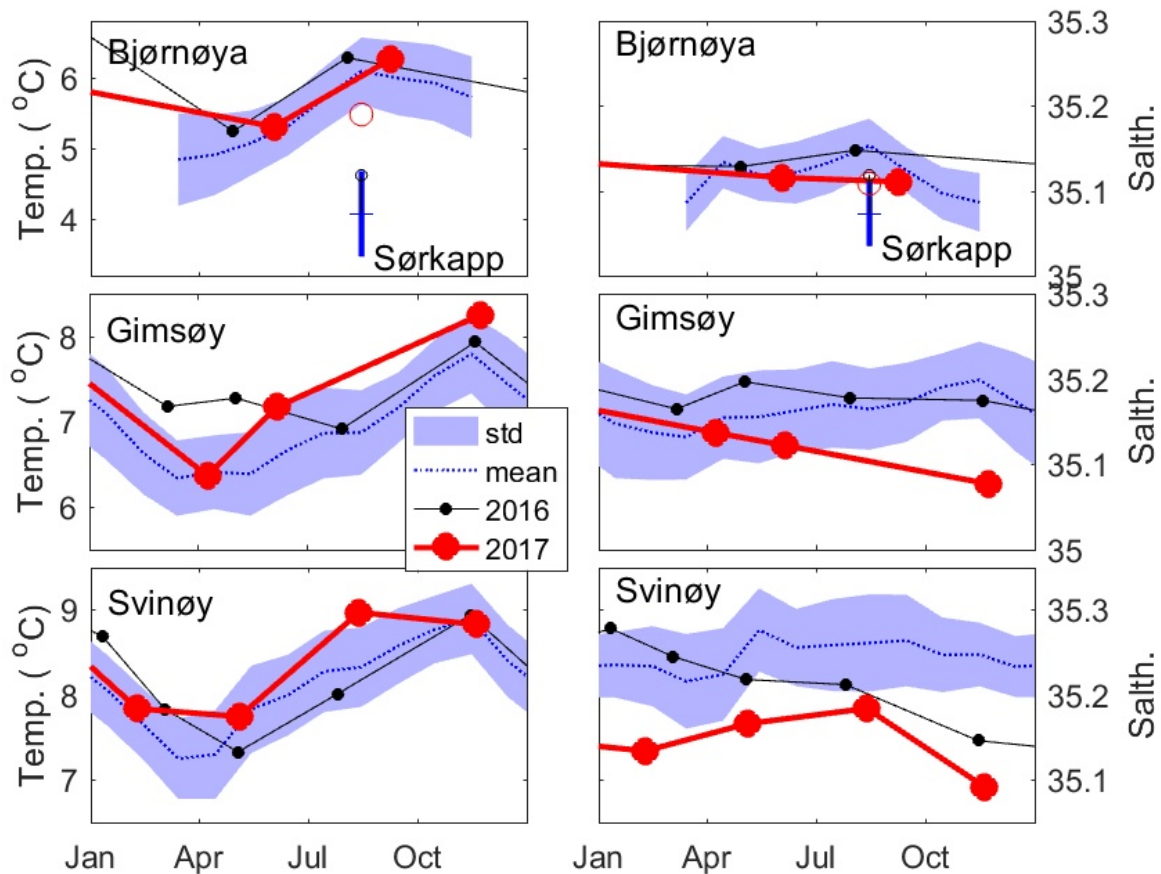 Bjørnøya
Temp. ( °C)
6
5
4
Sørkapp
Bjørnøya
35.3
35.2
35.1
35
Salth.
Sørkapp
Gimsøy
Temp. ( °C)
8
7
6
Gimsøy
35.3
35.2
35.1
35
Salth.
std
mean
2016
2017
Svinøy
Temp. ( °C)
9
8
7
Jan Apr Jul Oct
Svinøy
35.3
35.2
35.1
Salth.
Jan Apr Jul Oct